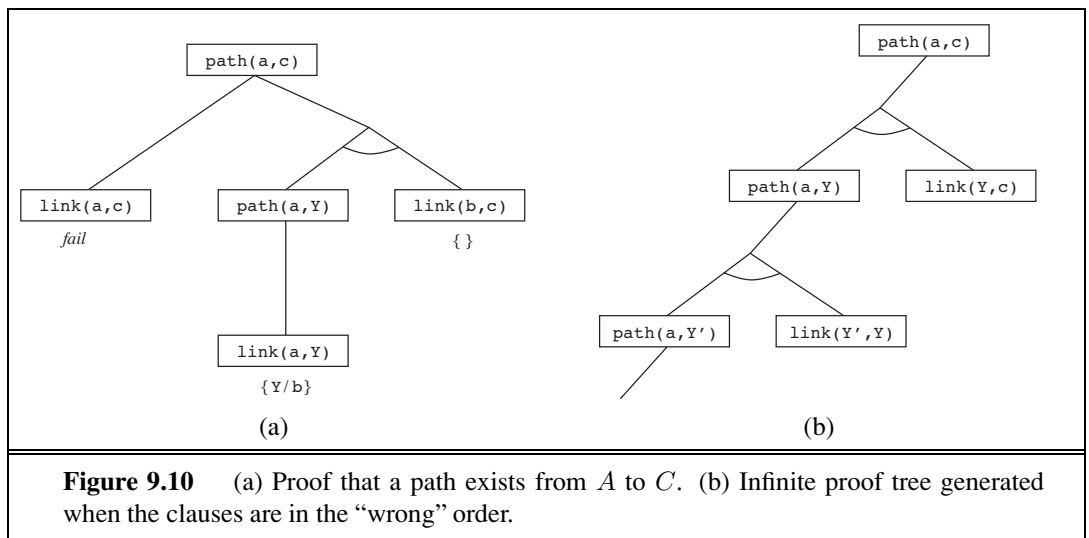 path(a,c)
link(a,c)
fail
path(a,Y)
link(b,c)
{ }
link(a,Y)
{Y/b}
(a)
path(a,c)
path(a,Y)
link(Y,c)
path(a,Y')
link(Y',Y)
(b)
Figure 9.10 (a) Proof that a path exists from A to C. (b) Infinite proof tree generated
when the clauses are in the “wrong” order.